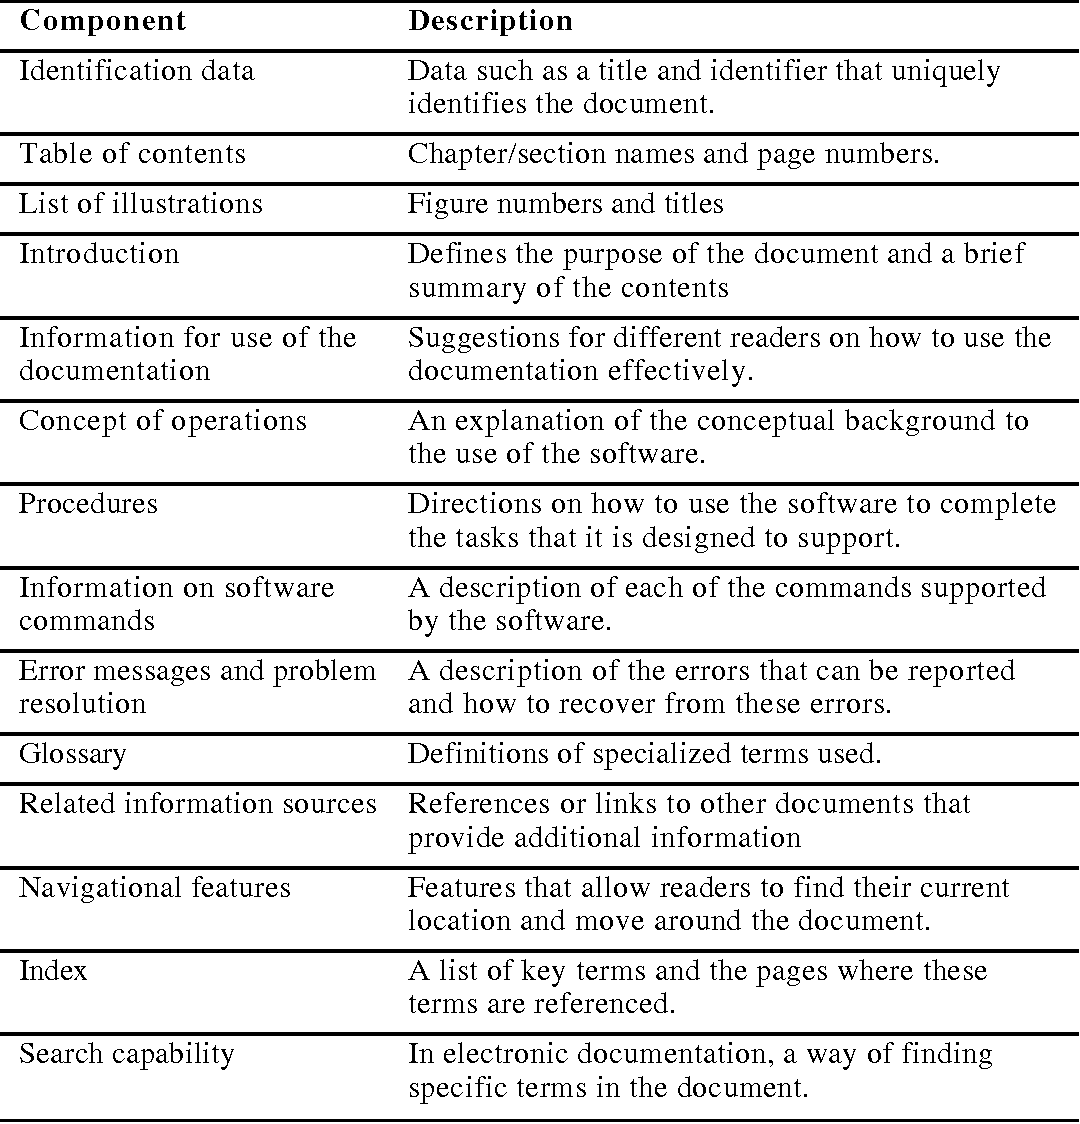 Component Description
Identification data Data such as a title and identifier that uniquely
identifies the document.
Table of contents Chapter/section names and page numbers.
List of illustrations Figure numbers and titles
Introduction Defines the purpose of the document and a brief
summary of the contents
Information for use of the Suggestions for different readers on how to use the
documentation documentation effectively.
Concept of operations An explanation of the conceptual background to
the use of the software.
Procedures Directions on how to use the software to complete
the tasks that it is designed to support.
Information on software A description of each of the commands supported
commands by the software.
Error messages and problem A description of the errors that can be reported
resolution and how to recover from these errors.
Glossary Definitions of specialized terms used.
Related information sources References or links to other documents that
provide additional information
Navigational features Features that allow readers to find their current
location and move around the document.
Index A list of key terms and the pages where these
terms are referenced.
Search capability In electronic documentation, a way of finding
specific terms in the document.